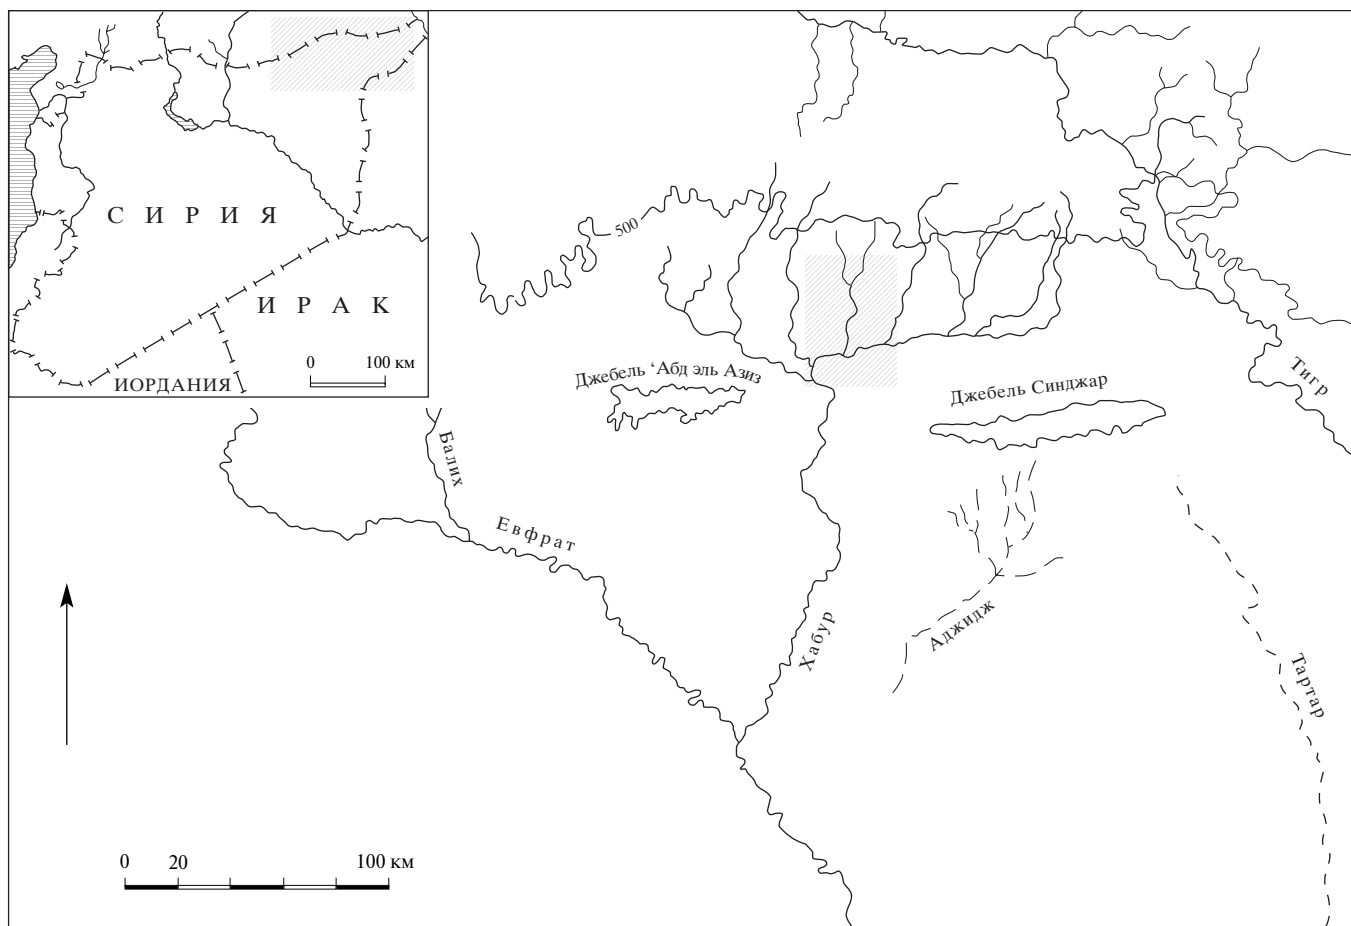 СИРИЯ
ИРАК
0 100 км
ИОРДАНИЯ
500
Джебель ‘Абд эль Азиз
Джебель Синджар
Тигр
Балих
Евфрат
Хабур
Аджидж
Тартар
0 20 100 км